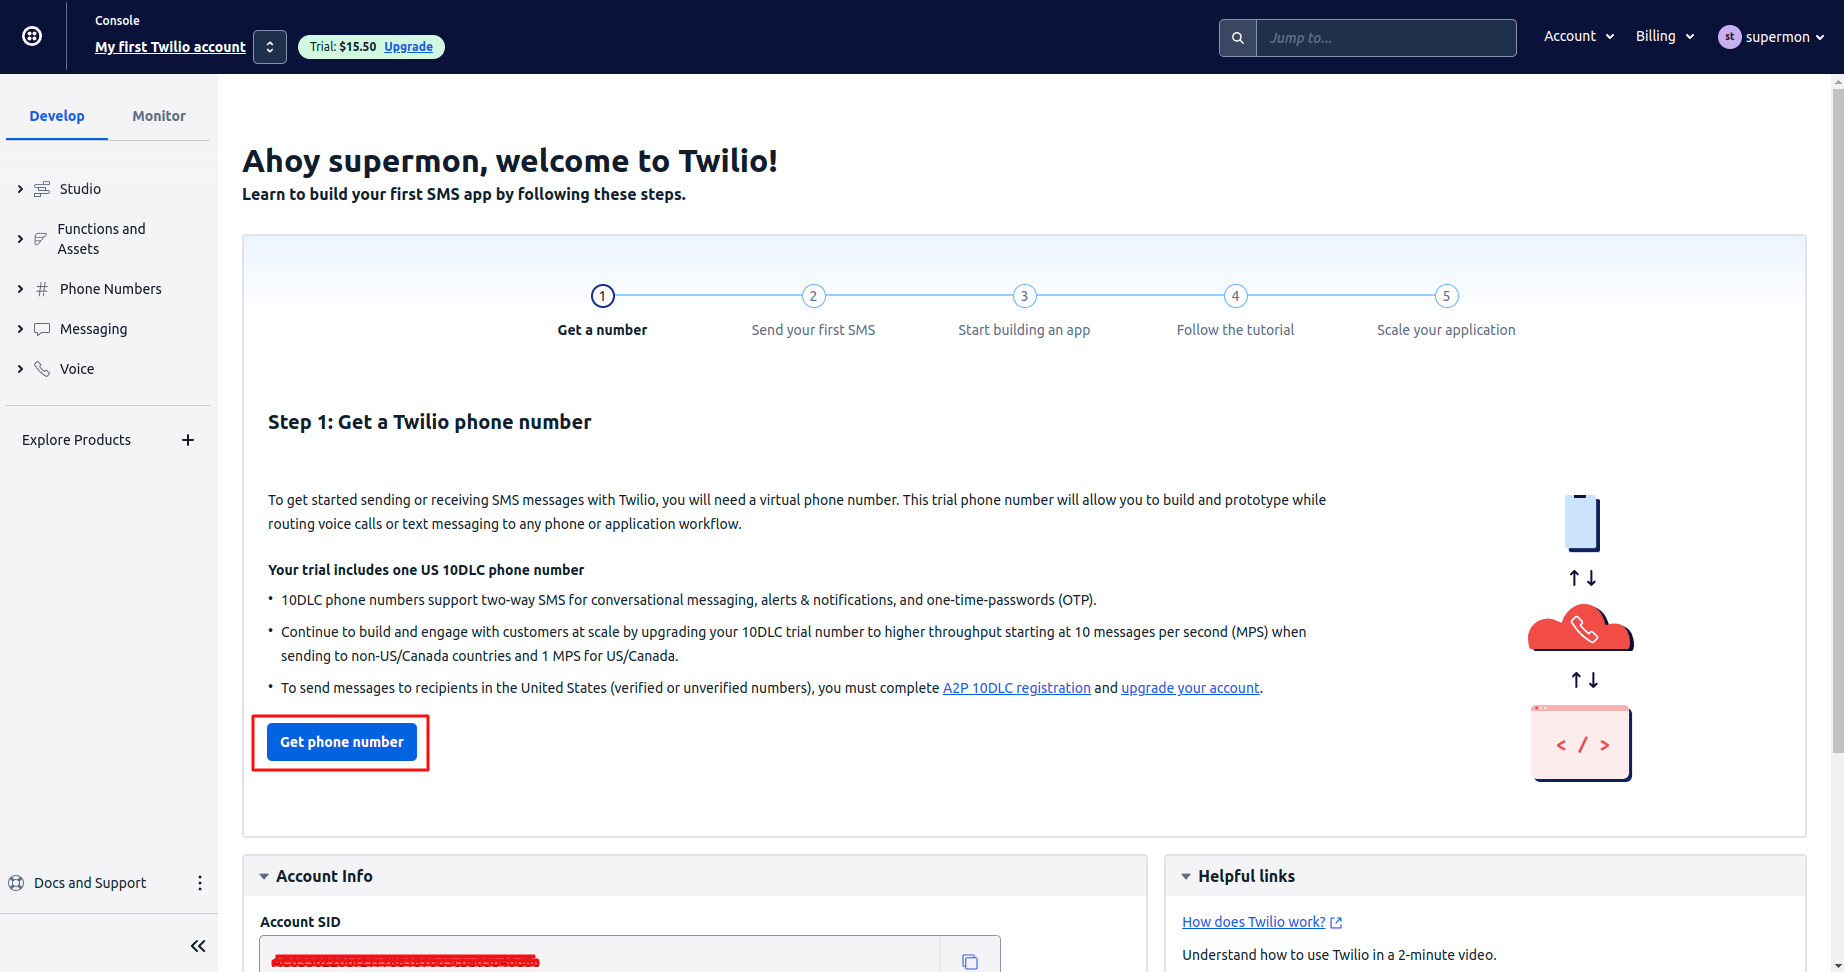 Console
My first Twilio account
Trial: $15.50 Upgrade
Jump to...
Account
Billing
st supermon
Develop
Monitor
Studio
Functions and
Assets
Phone Numbers
Messaging
Voice
Explore Products
Docs and Support
Ahoy supermon, welcome to Twilio!
Learn to build your first SMS app by following these steps.
1
2
3
4
5
Get a number
Send your first SMS
Start building an app
Follow the tutorial
Scale your application
Step 1: Get a Twilio phone number
To get started sending or receiving SMS messages with Twilio, you will need a virtual phone number. This trial phone number will allow you to build and prototype while
routing voice calls or text messaging to any phone or application workflow.
Your trial includes one US 10DLC phone number
• 10DLC phone numbers support two-way SMS for conversational messaging, alerts & notifications, and one-time-passwords (OTP).
• Continue to build and engage with customers at scale by upgrading your 10DLC trial number to higher throughput starting at 10 messages per second (MPS) when
sending to non-US/Canada countries and 1 MPS for US/Canada.
• To send messages to recipients in the United States (verified or unverified numbers), you must complete A2P 10DLC registration and upgrade your account.
Get phone number
< / >
Account Info
Account SID
Helpful links
How does Twilio work?
Understand how to use Twilio in a 2-minute video.